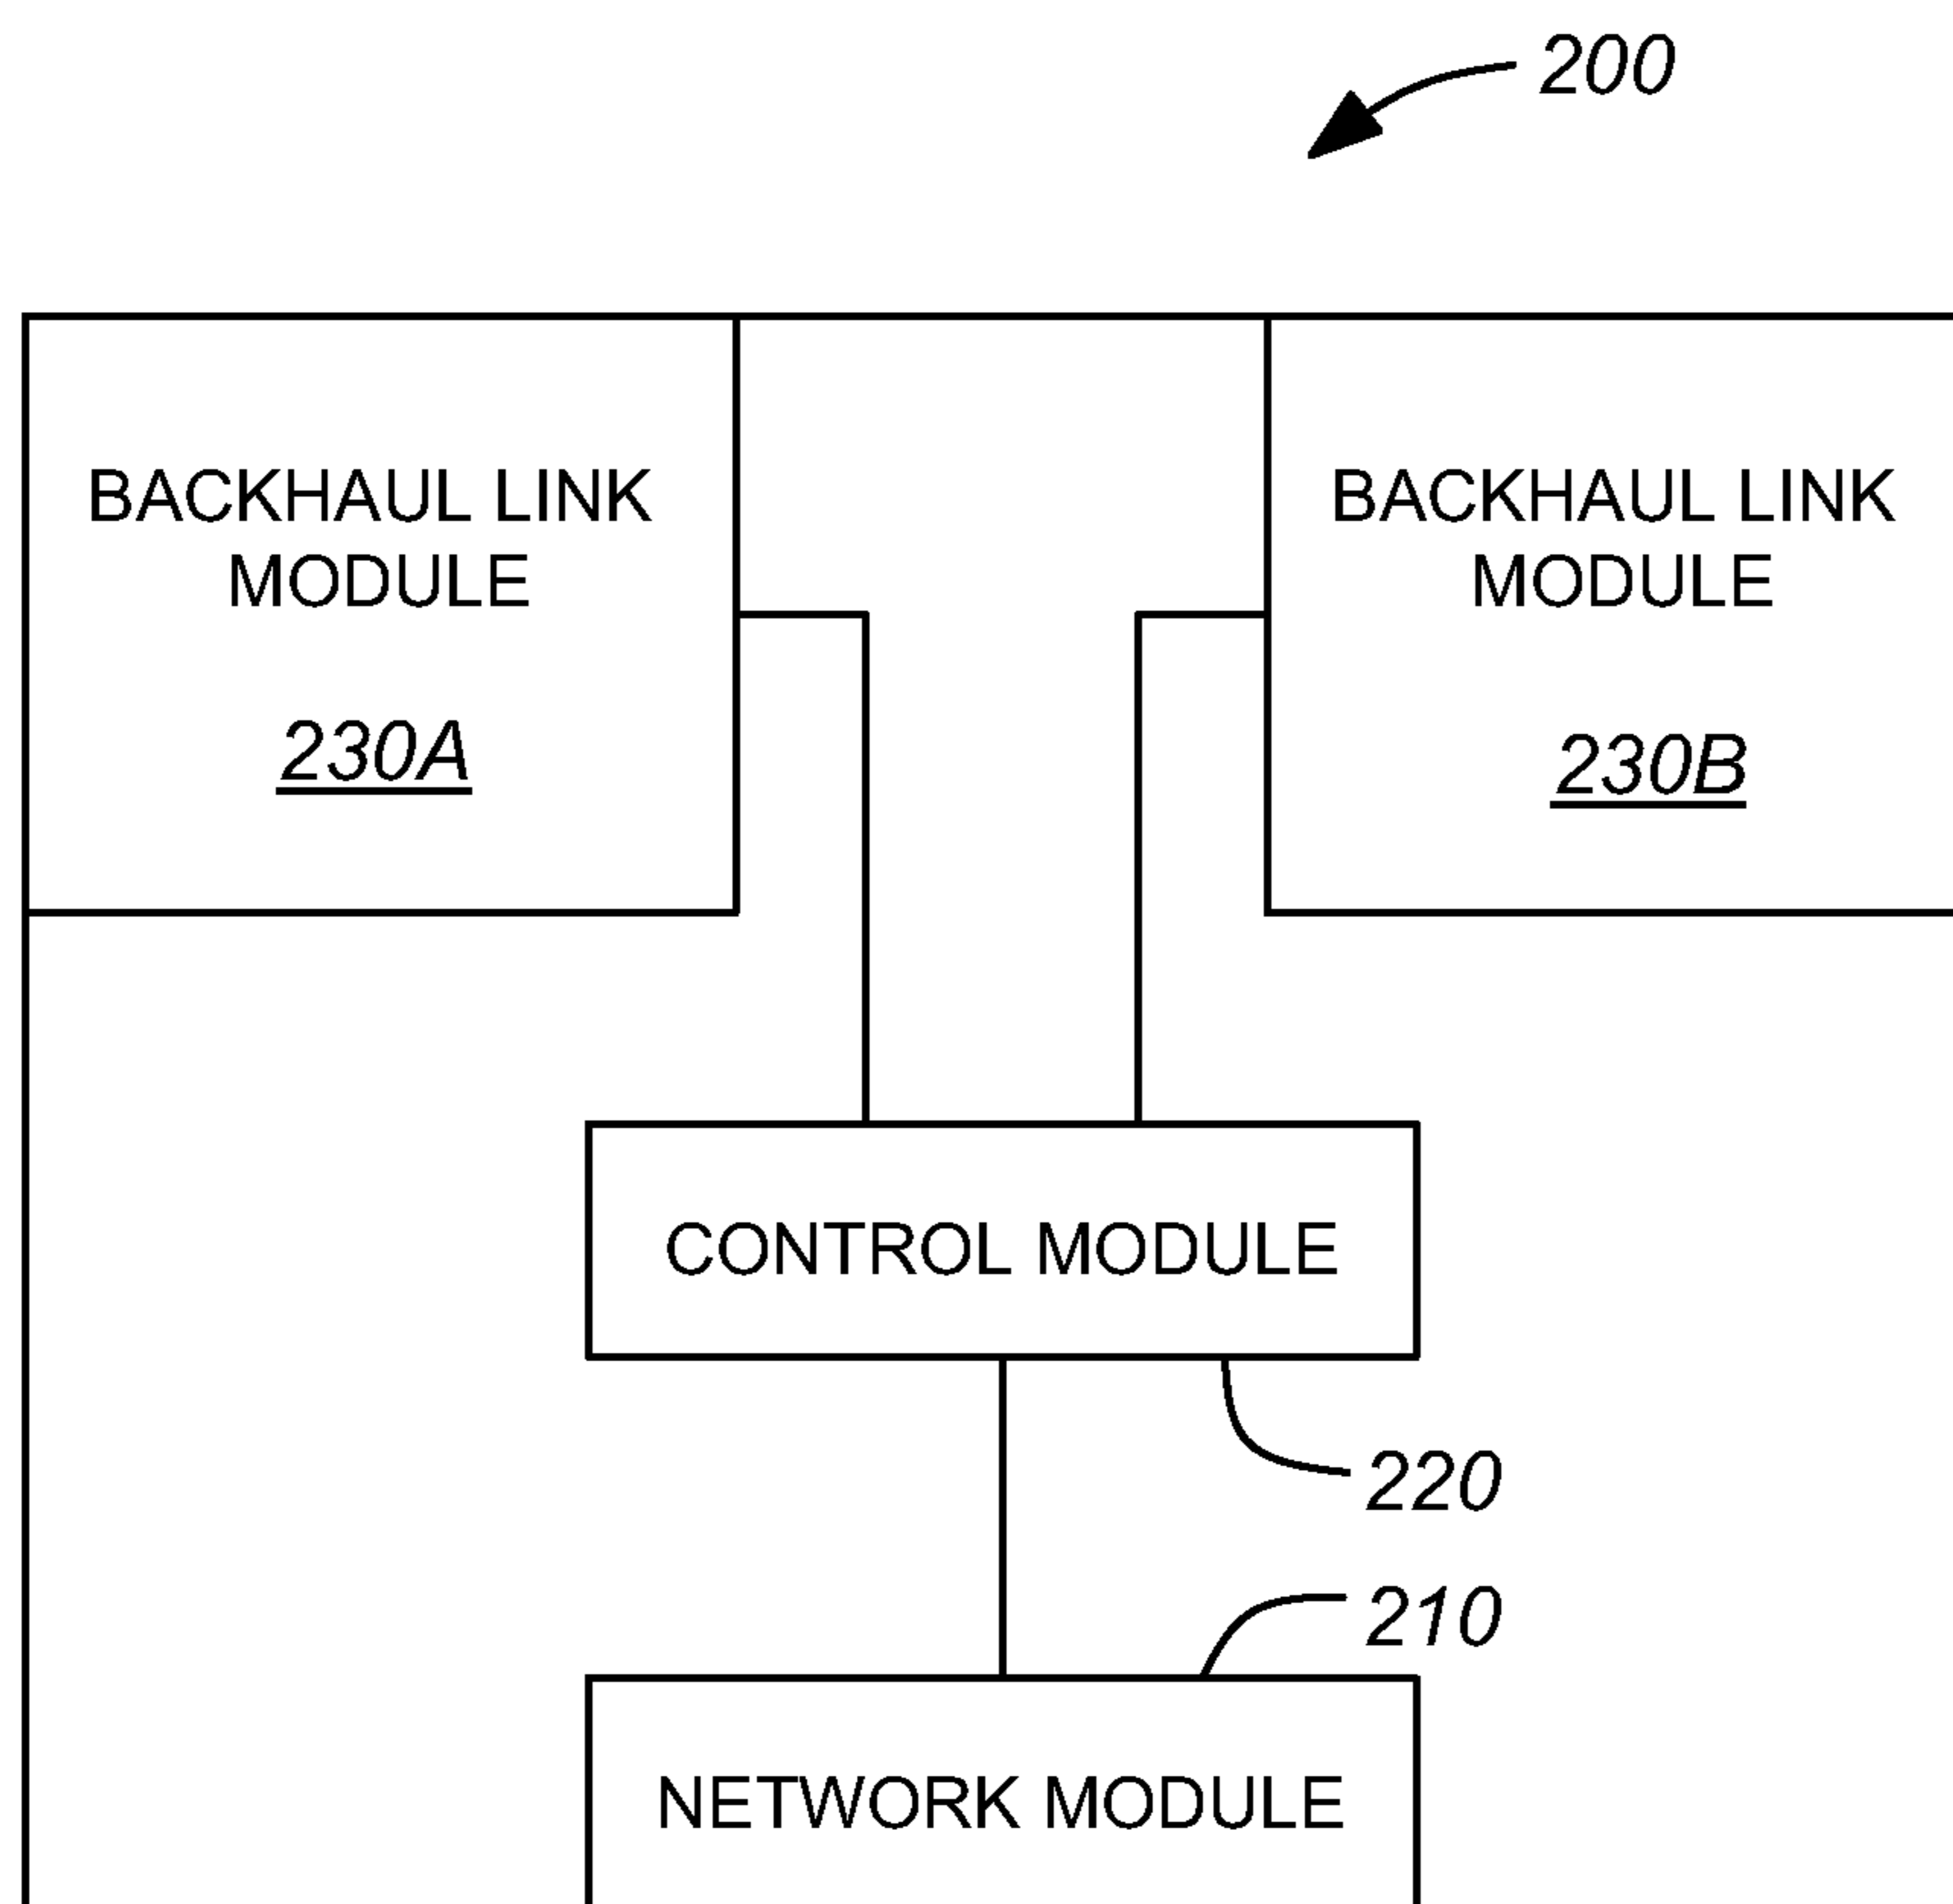 200
BACKHAUL LINK
MODULE
230A
BACKHAUL LINK
MODULE
230B
CONTROL MODULE
220
210
NETWORK MODULE